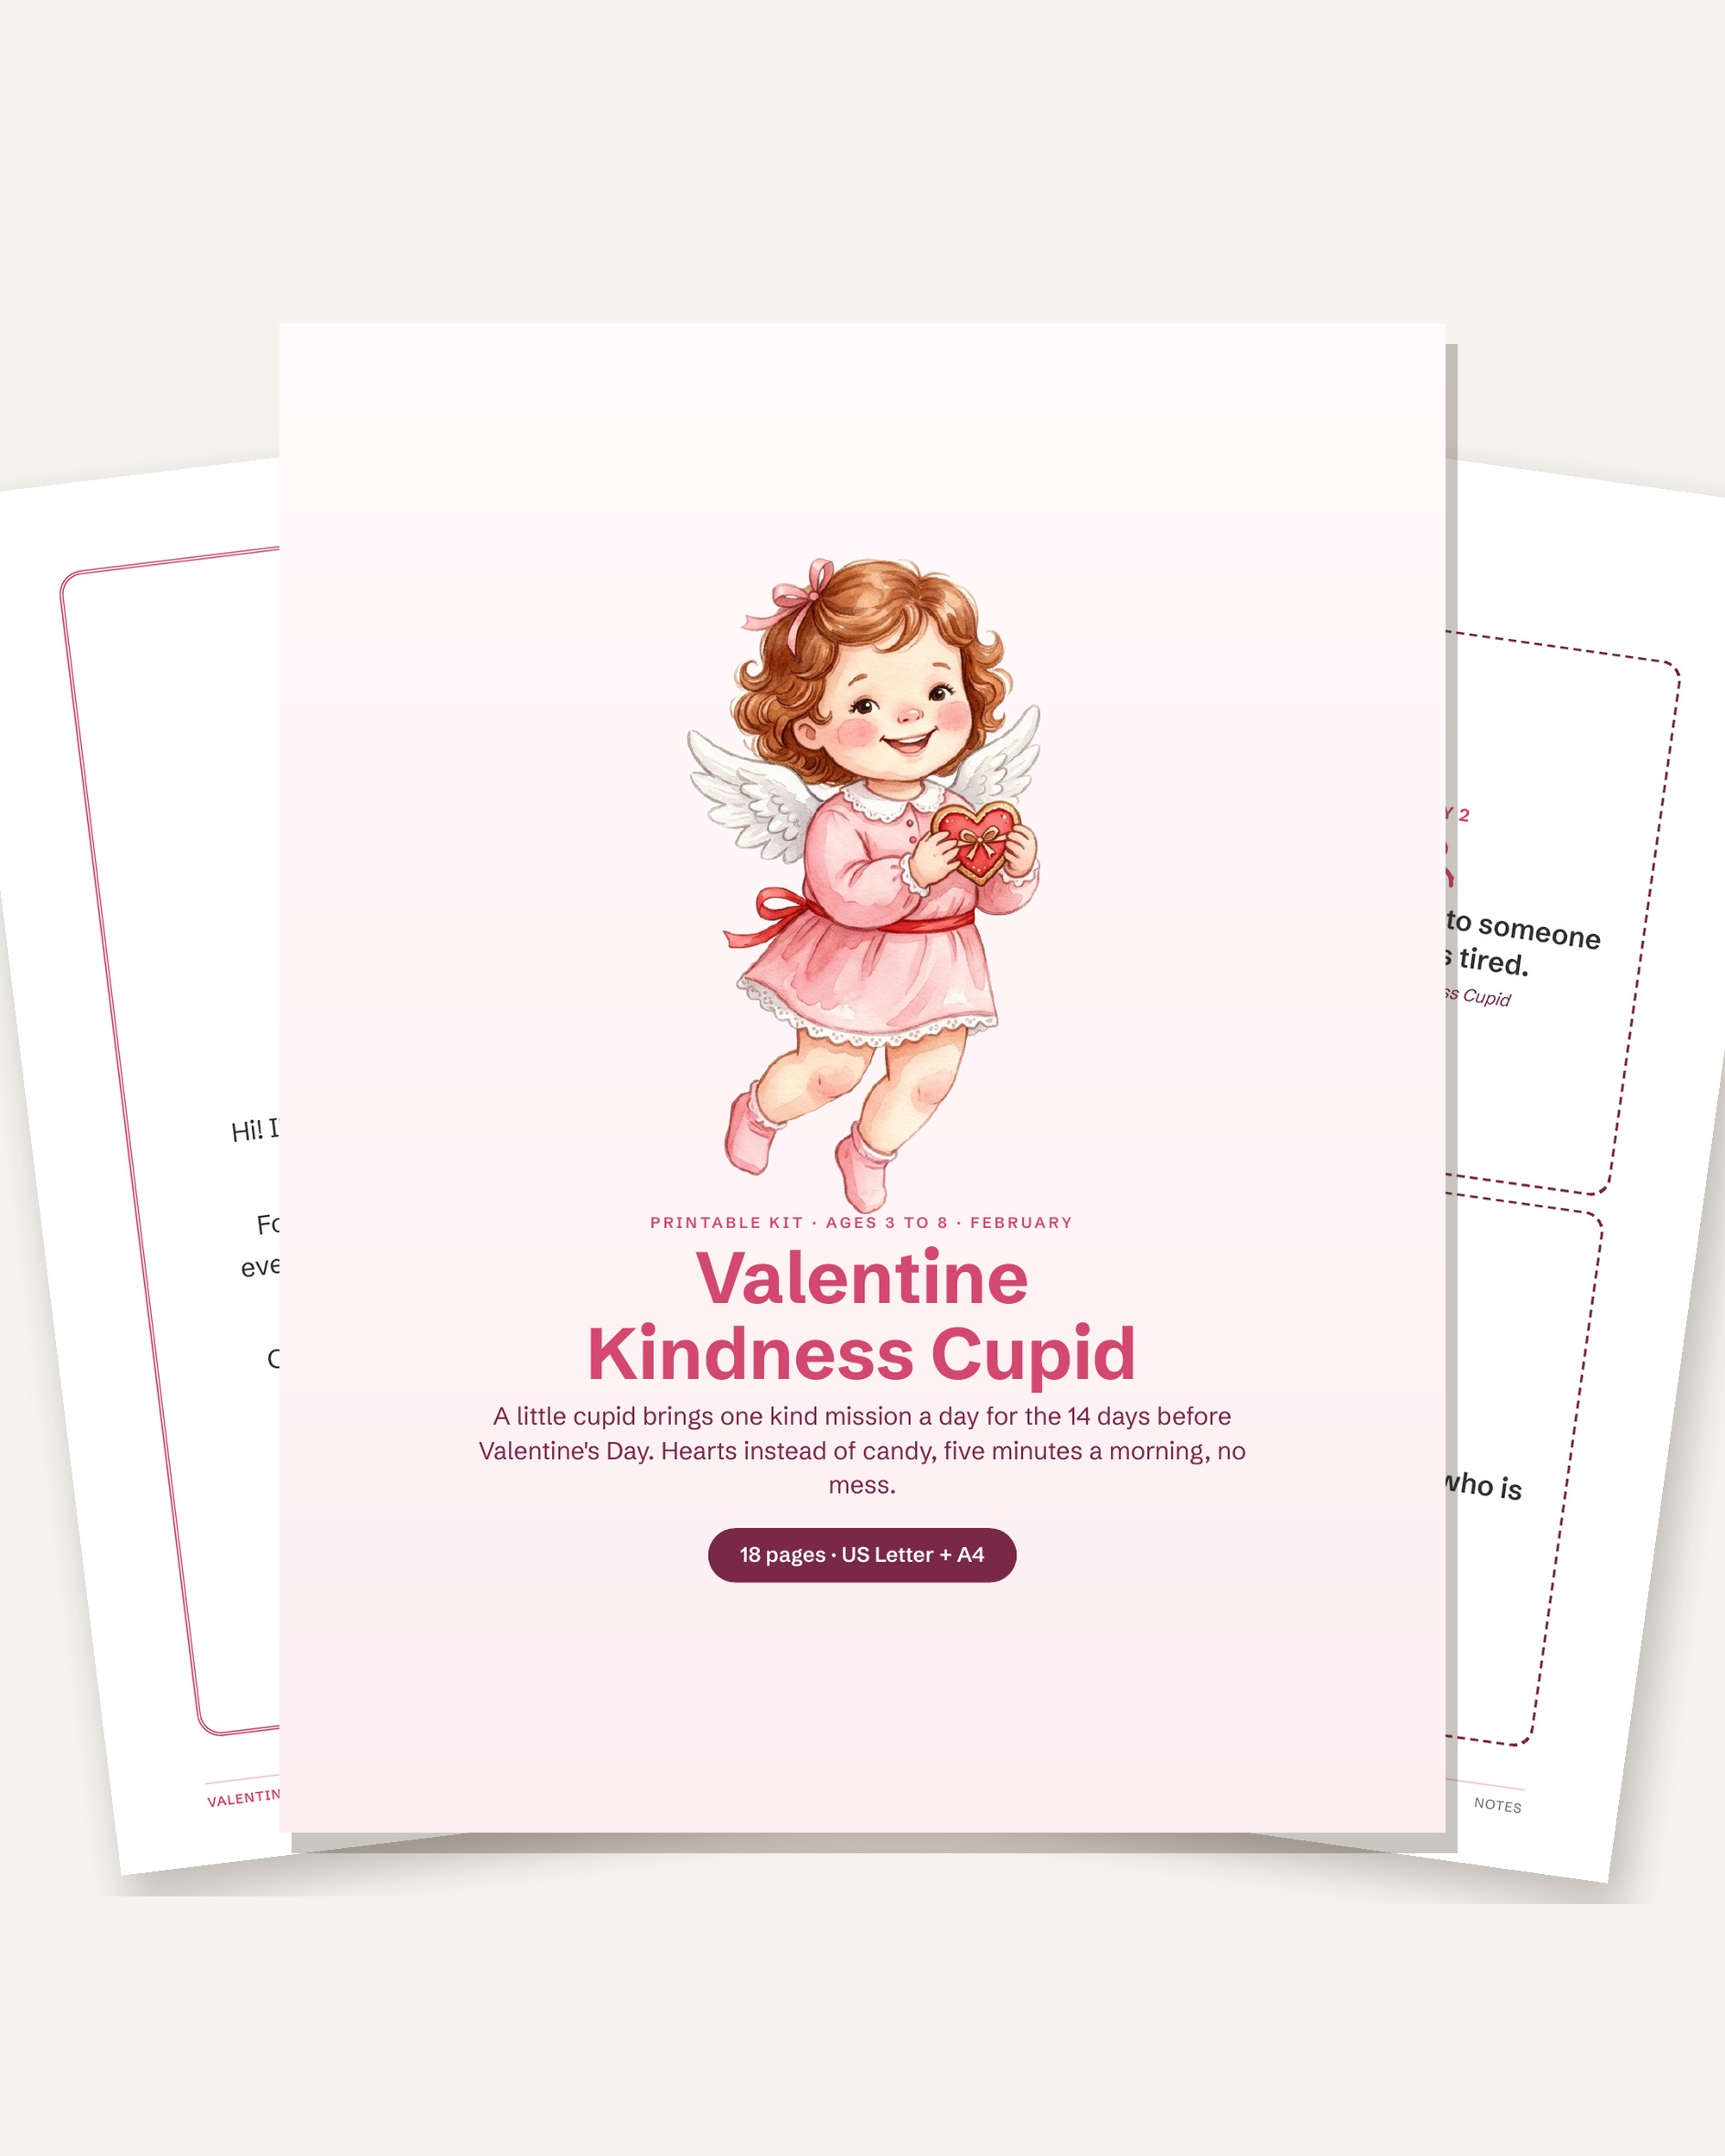 PRINTABLE KIT · AGES 3 TO 8 · FEBRUARY
Valentine
Kindness Cupid
A little cupid brings one kind mission a day for the 14 days before
Valentine's Day. Hearts instead of candy, five minutes a morning, no
mess.
18 pages · US Letter + A4
Hi!
Y 2
to someone
s tired.
ss Cupid
who is
VALENTIN
NOTES